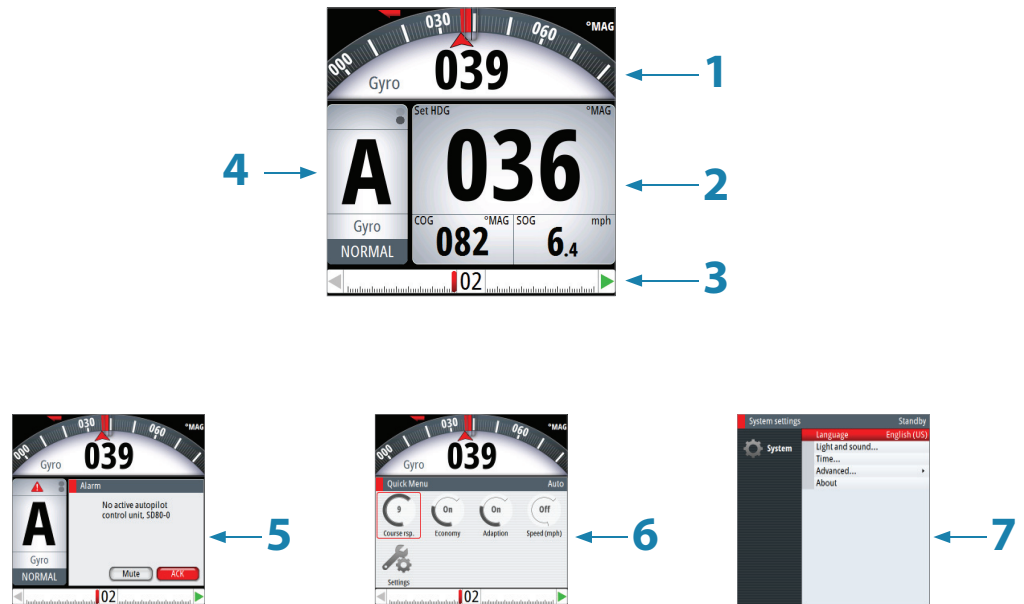 000 030 060 °MAG
Gyro 039
1
Set HDG °MAG
A 036
4
2
Gyro
NORMAL
COG °MAG SOG mph
082 6.4
02
3
000 030 060 °MAG
Gyro 039
Alarm
No active autopilot
control unit, SD80-0
A
Gyro
NORMAL
Mute ACK
02
5
000 030 060 °MAG
Gyro 039
Quick Menu Auto
9 On On Off
Course rsp. Economy Adaption Speed (mph)
Settings
02
6
System settings Standby
System
Language English (US)
Light and sound...
Time...
Advanced...
About
7